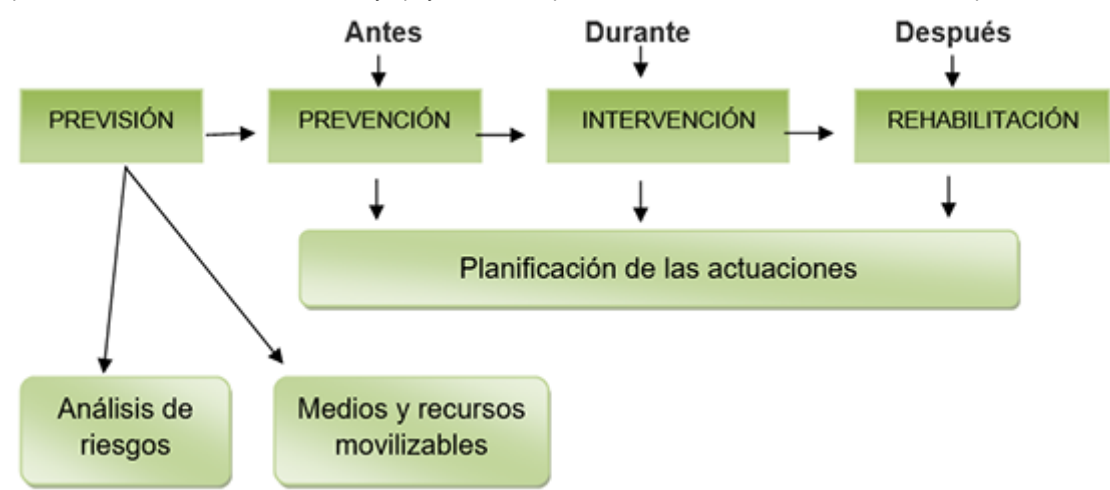 Antes
Durante
Después
PREVISIÓN
PREVENCIÓN
INTERVENCIÓN
REHABILITACIÓN
Planificación de las actuaciones
Análisis de
riesgos
Medios y recursos
movilizables